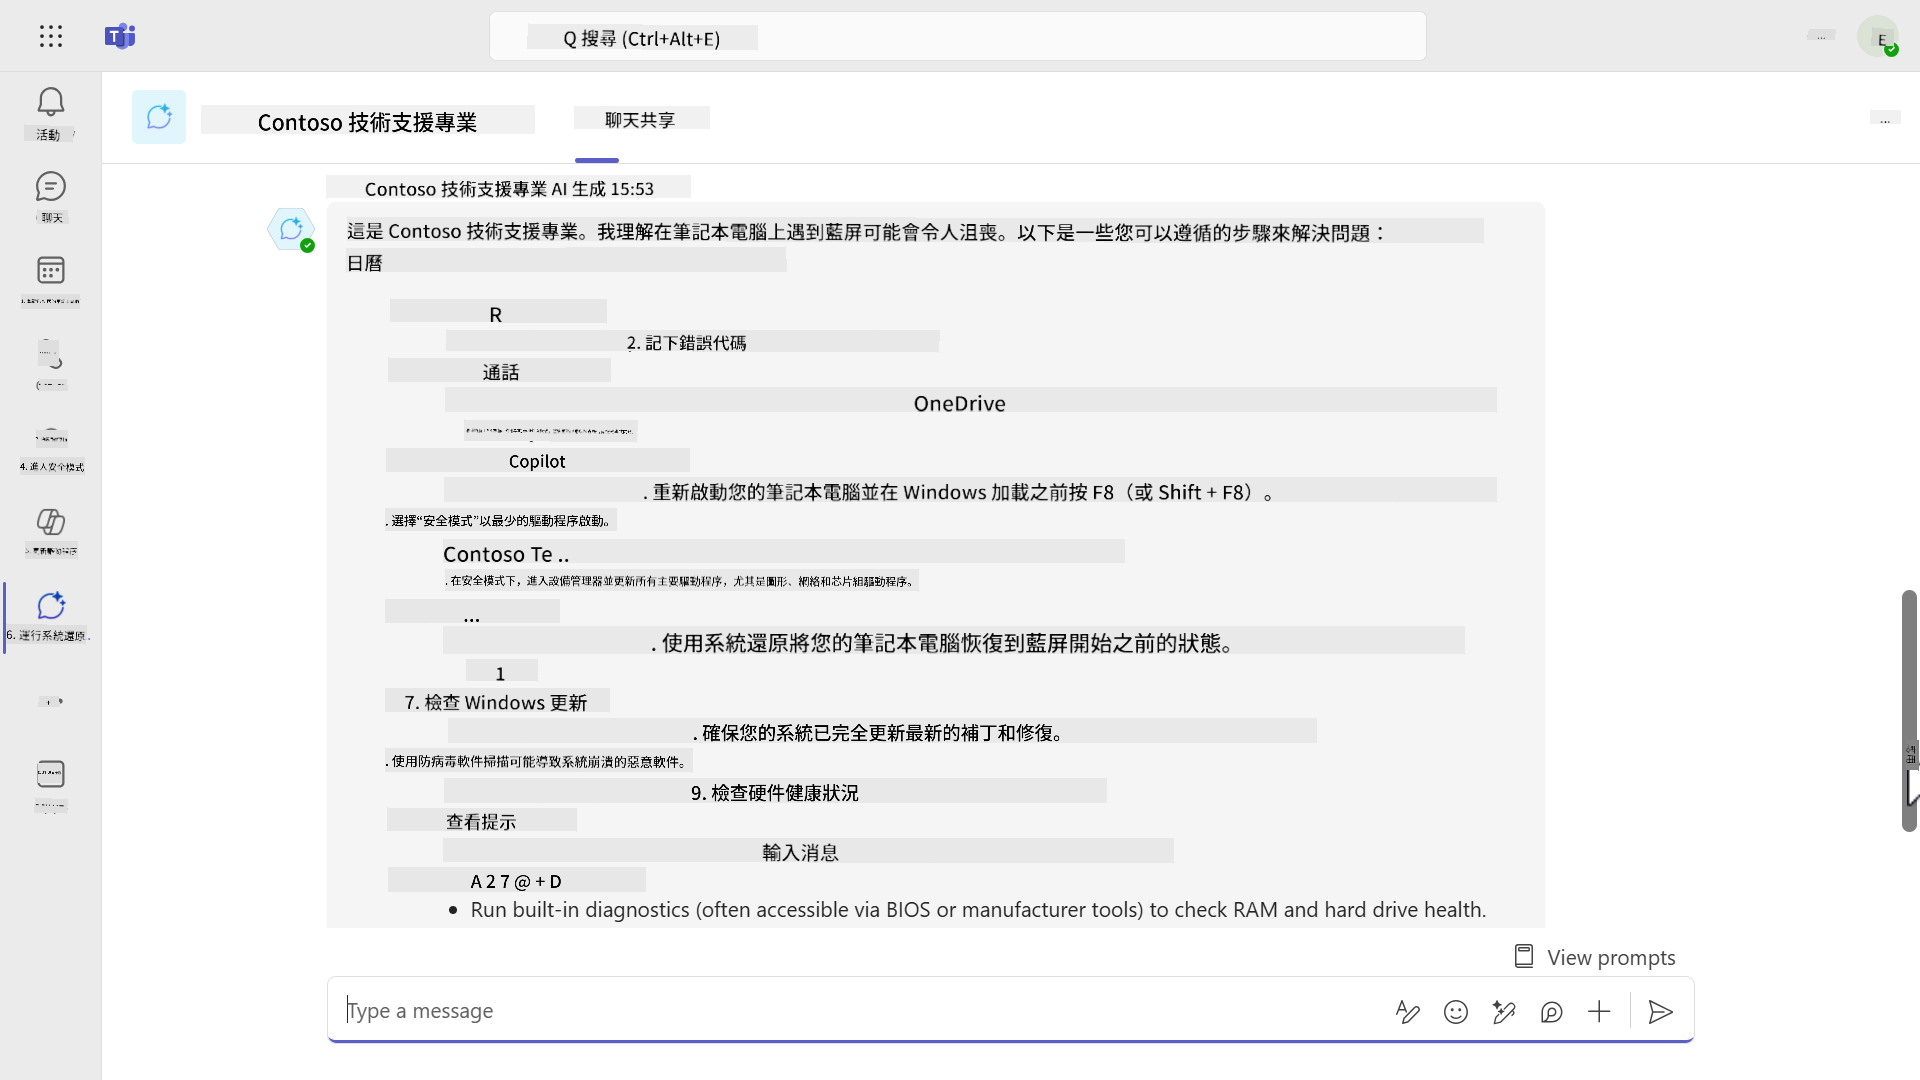 Q 搜尋 (Ctrl+Alt+E)
...
E
Contoso 技術支援專業
聊天共享
...
活動
聊天
4. 進入安全模式
5. 更新驅動程序
6. 運行系統還原
Contoso 技術支援專業 AI 生成 15:53
這是 Contoso 技術支援專業。我理解在筆記本電腦上遇到藍屏可能會令人沮喪。以下是一些您可以遵循的步驟來解決問題：
日曆
R
2. 記下錯誤代碼
通話
OneDrive
Copilot
. 重新啟動您的筆記本電腦並在 Windows 加載之前按 F8（或 Shift + F8）。
. 選擇“安全模式”以最少的驅動程序啟動。
Contoso Te ..
. 在安全模式下，進入設備管理器並更新所有主要驅動程序，尤其是圖形、網絡和芯片組驅動程序。
...
. 使用系統還原將您的筆記本電腦恢復到藍屏開始之前的狀態。
1
7. 檢查 Windows 更新
. 確保您的系統已完全更新最新的補丁和修復。
. 使用防病毒軟件掃描可能導致系統崩潰的惡意軟件。
9. 檢查硬件健康狀況
查看提示
輸入消息
A 2 7 @ + D
• Run built-in diagnostics (often accessible via BIOS or manufacturer tools) to check RAM and hard drive health.
View prompts
Type a message